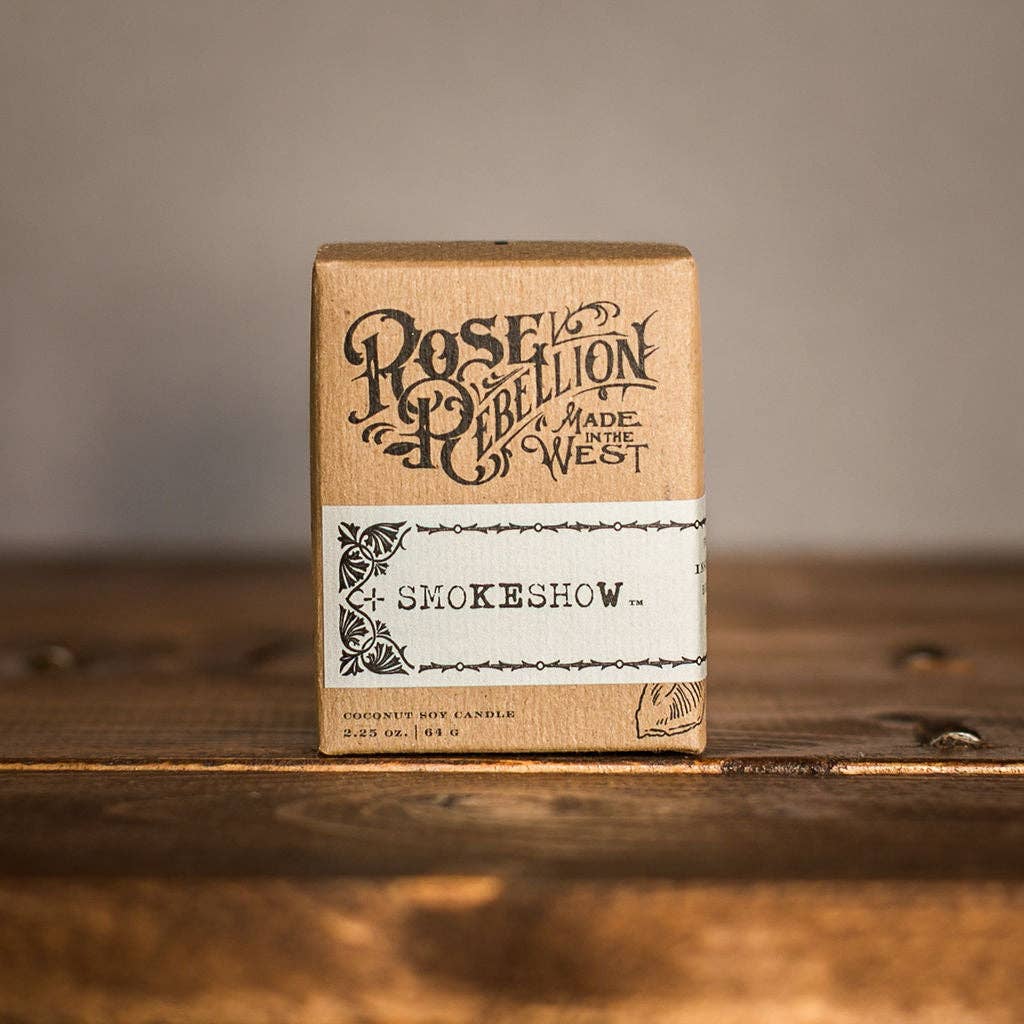 ROSE
REBELLION
MADE
IN THE
WEST
SMOKESHOW™
COCONUT SOY CANDLE
2.25 OZ. | 64 G